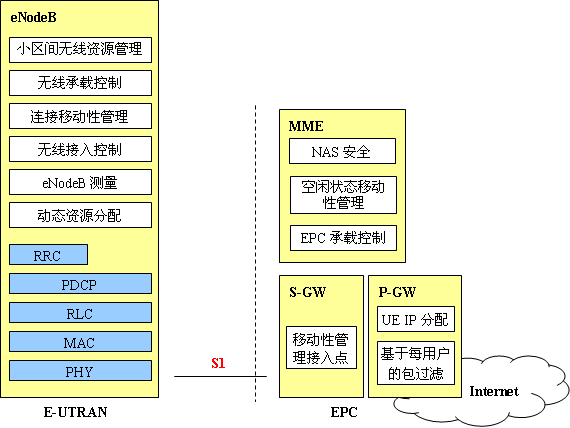 eNodeB
小区间无线资源管理
无线承载控制
连接移动性管理
无线接入控制
eNodeB 测量
动态资源分配
RRC
PDCP
RLC
MAC
PHY
E-UTRAN
S1
MME
NAS 安全
空闲状态移动
性管理
EPC 承载控制
S-GW
移动性管
理接入点
P-GW
UE IP 分配
基于每用户
的包过滤
EPC
Internet